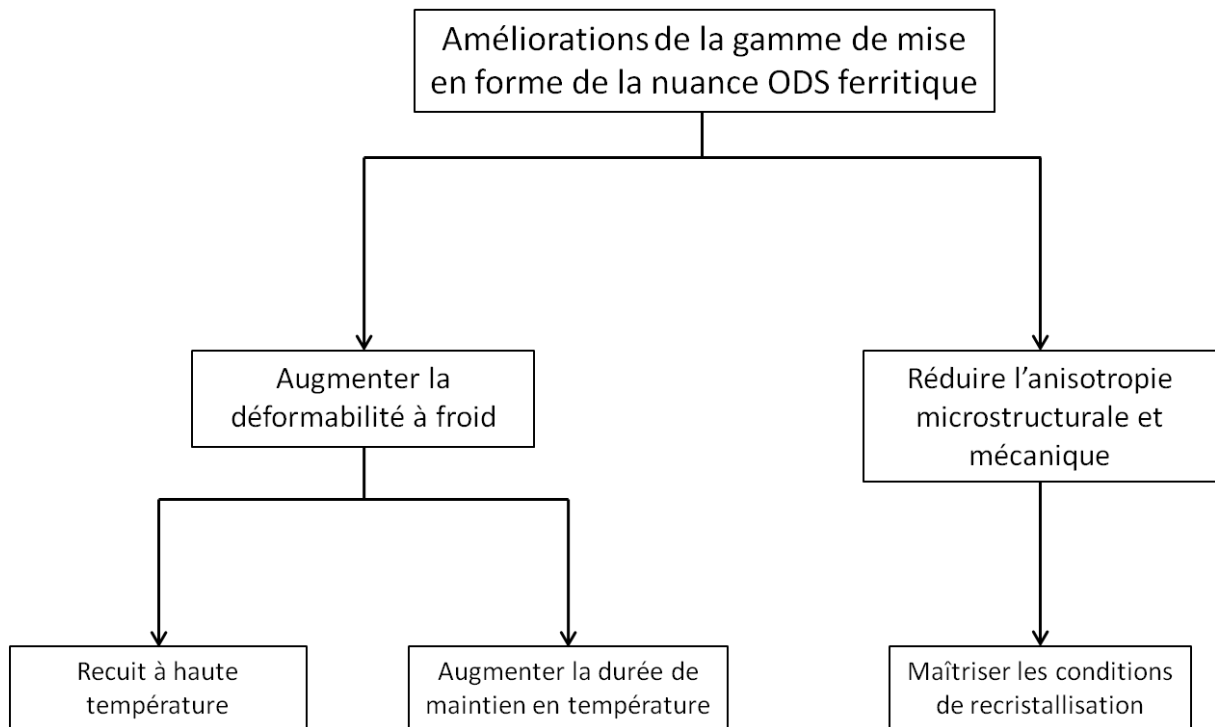 Améliorations de la gamme de mise
en forme de la nuance ODS ferritique
Augmenter la
déformabilité à froid
Réduire l’anisotropie
microstructurale et
mécanique
Recuit à haute
température
Augmenter la durée de
maintien en température
Maîtriser les conditions
de recristallisation